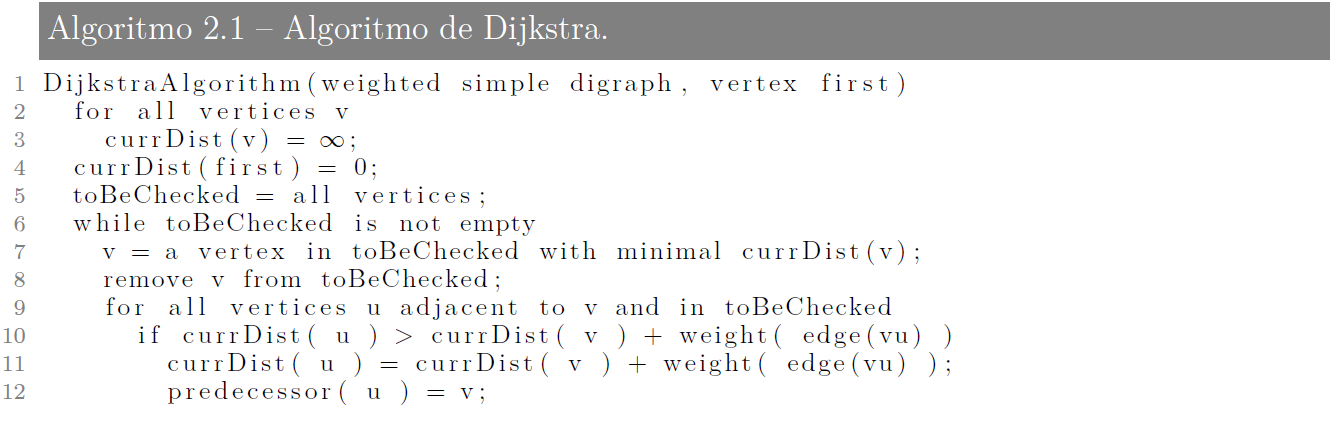 Algoritmo 2.1 – Algoritmo de Dijkstra.
1 DijkstraAlgorithm(weighted simple digraph, vertex first)
2 for all vertices v
3 currDist(v) = ∞;
4 currDist(first) = 0;
5 toBeChecked = all vertices;
6 while toBeChecked is not empty
7 v = a vertex in toBeChecked with minimal currDist(v);
8 remove v from toBeChecked;
9 for all vertices u adjacent to v and in toBeChecked
10 if currDist( u ) > currDist( v ) + weight( edge(vu) )
11 currDist( u ) = currDist( v ) + weight( edge(vu) );
12 predecessor( u ) = v;